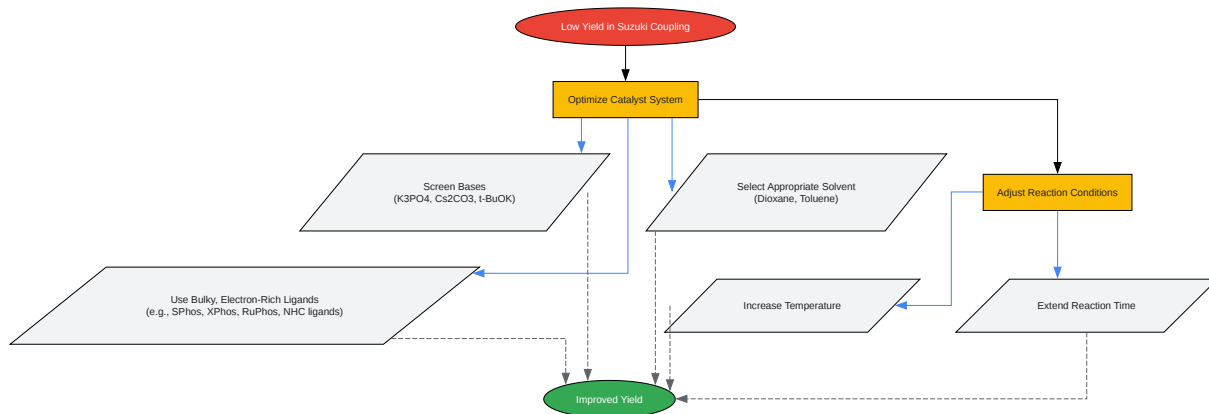 Low Yield in Suzuki Coupling
Optimize Catalyst System
Screen Bases
(K3PO4, Cs2CO3, t-BuOK)
Select Appropriate Solvent
(Dioxane, Toluene)
Adjust Reaction Conditions
Use Bulky, Electron-Rich Ligands
(e.g., SPhos, XPhos, RuPhos, NHC ligands)
Increase Temperature
Extend Reaction Time
Improved Yield